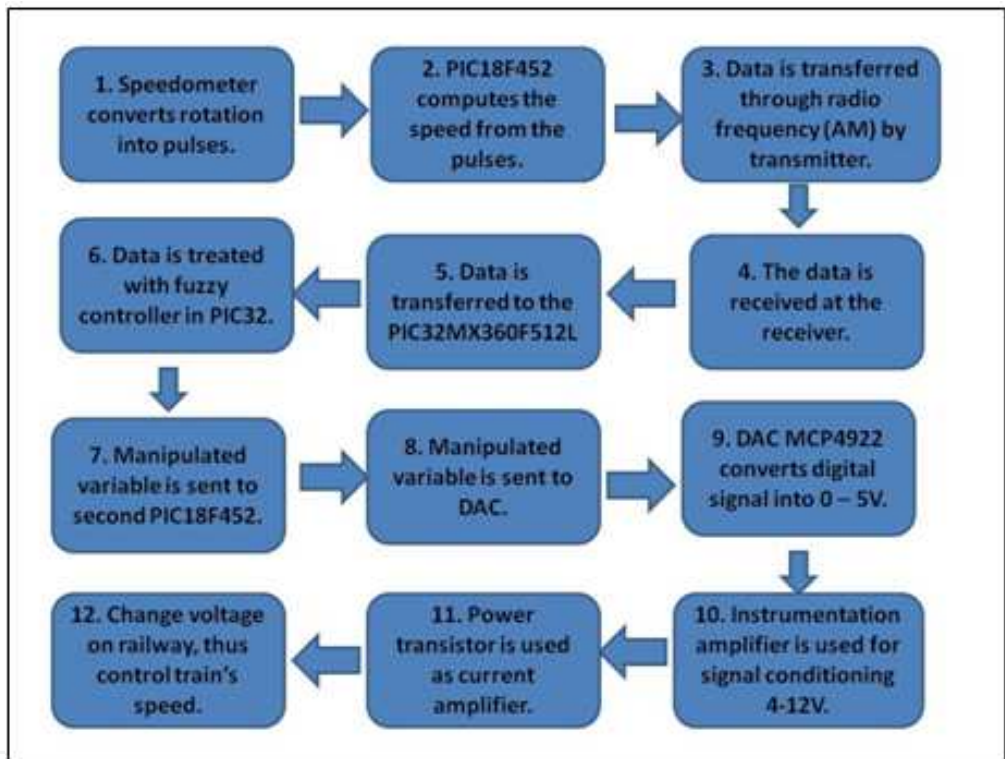 1. Speedometer
converts rotation
into pulses.
2. PIC18F452
computes the
speed from the
pulses.
3. Data is transferred
through radio
frequency (AM) by
transmitter.
4. The data is
received at the
receiver.
5. Data is
transferred to the
PIC32MX360F512L
6. Data is treated
with fuzzy
controller in PIC32.
7. Manipulated
variable is sent to
second PIC18F452.
8. Manipulated
variable is sent to
DAC.
9. DAC MCP4922
converts digital
signal into 0 – 5V.
10. Instrumentation
amplifier is used for
signal conditioning
4-12V.
11. Power
transistor is used
as current
amplifier.
12. Change voltage
on railway, thus
control train's
speed.